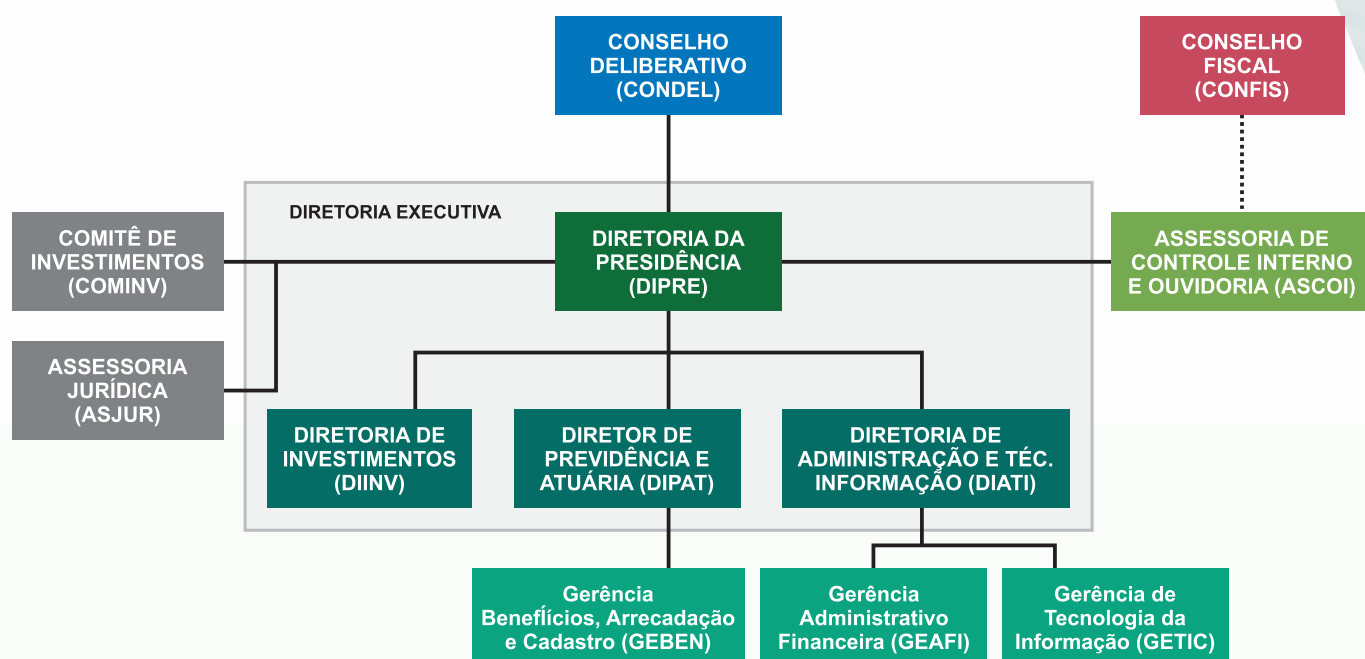 CONSELHO
DELIBERATIVO
(CONDEL)
CONSELHO
FISCAL
(CONFIS)
DIRETORIA EXECUTIVA
COMITÊ DE
INVESTIMENTOS
(COMINV)
DIRETORIA DA
PRESIDÊNCIA
(DIPRE)
ASSESSORIA DE
CONTROLE INTERNO
E OUVIDORIA (ASCOI)
ASSESSORIA
JURÍDICA
(ASJUR)
DIRETORIA DE
INVESTIMENTOS
(DIINV)
DIRETOR DE
PREVIDÊNCIA E
ATUÁRIA (DIPAT)
DIRETORIA DE
ADMINISTRAÇÃO E TÉC.
INFORMAÇÃO (DIATI)
Gerência
Beneflícios, Arrecadação
e Cadastro (GEBEN)
Gerência
Administrativo
Financeira (GEAFI)
Gerência de
Tecnologia da
Informação (GETIC)